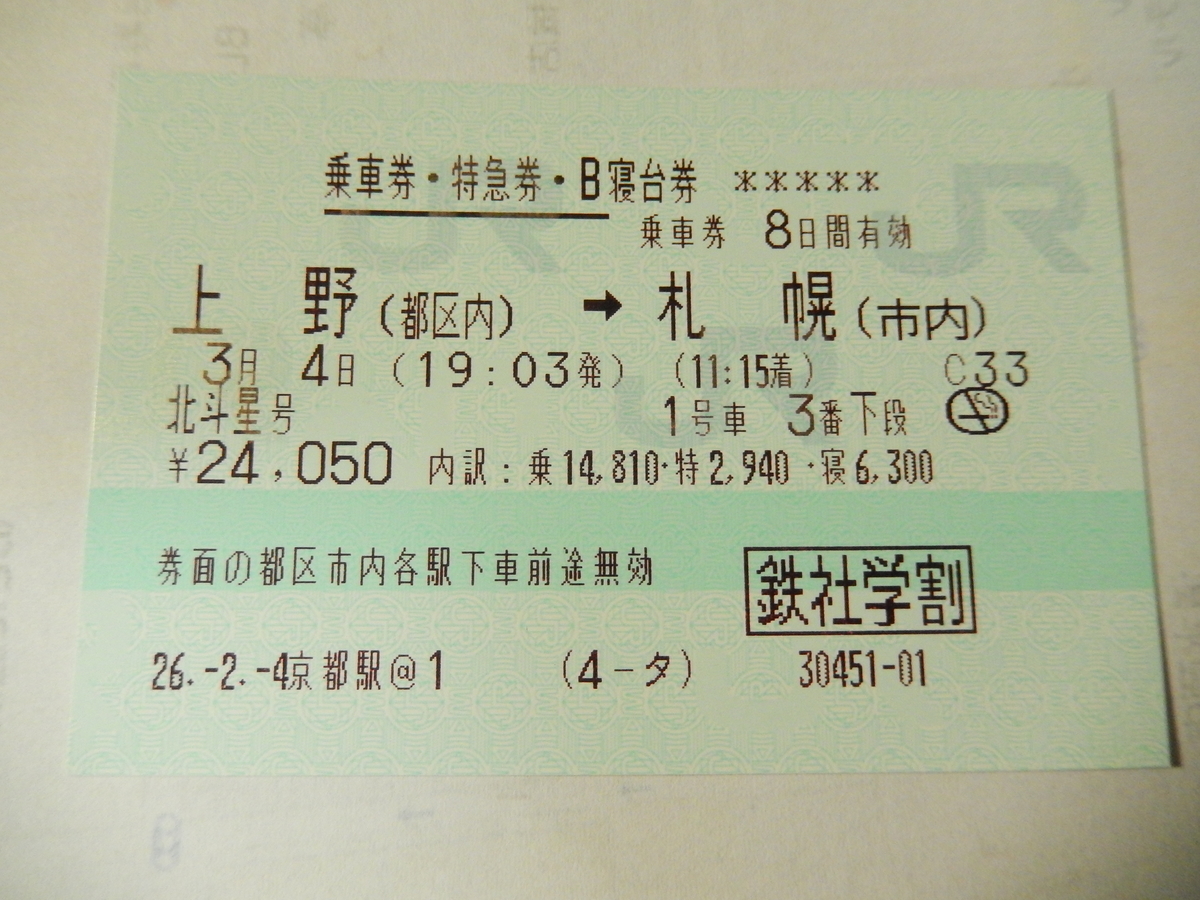 乗車券・特急券・B寝台券 *****
乗車券 8日間有効
上 野(都区内) ➡ 札 幌(市内)
3月 4日 (19:03発) (11:15着) C33
北斗星号 1号車 3番下段
¥24,050 内訳:乗14,810・特2,940・寝6,300
券面の都区市内各駅下車前途無効
鉄社学割
26.-2.-4京都駅@1 (4-タ) 30451-01